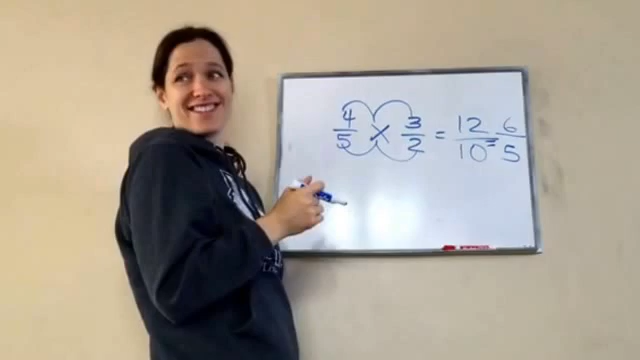 4/5 × 3/2 = 12/10 = 6/5